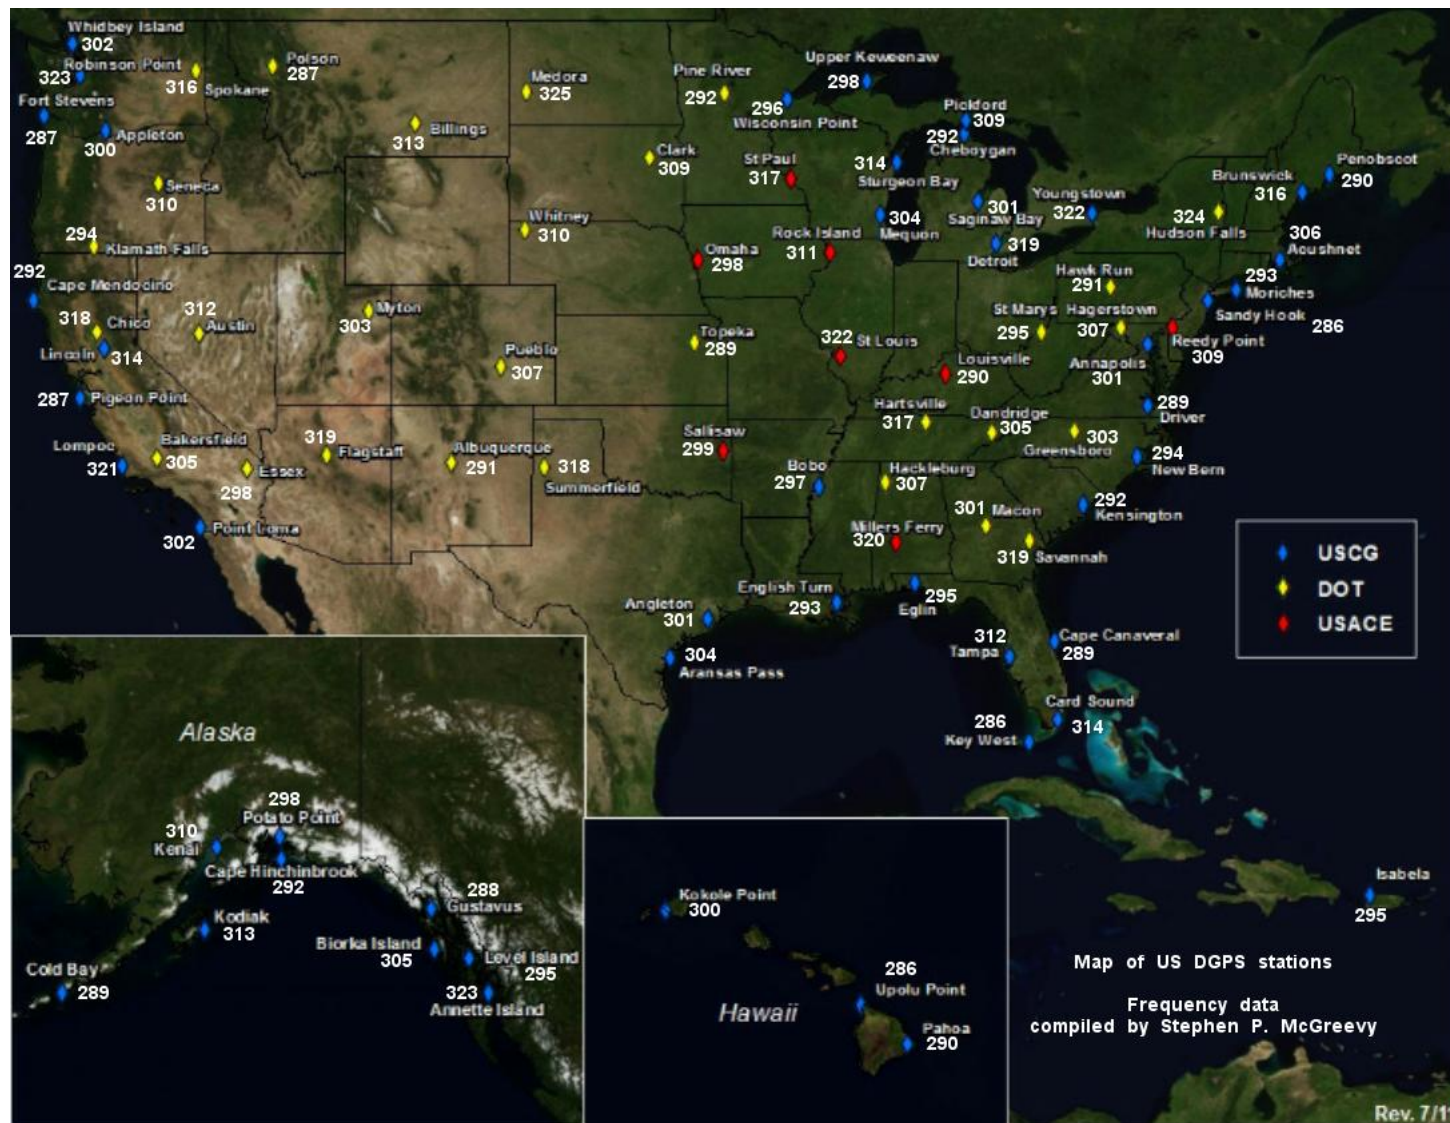 Whidbey Island
302
Robinson Point
323
316
Spokane
Polson
287
Fort Stevens
287
Appleton
300
Billings
313
Medora
325
Pine River
292
Upper Keweenaw
298
296
Wisconsin Point
Pickford
309
292
Cheboygan
Clark
309
St Paul
317
314
Sturgeon Bay
Seneca
310
Whitney
310
294
Klamath Falls
304
Mequon
301
Saginaw Bay
Youngstown
322
Brunswick
316
Penobscot
290
324
Hudson Falls
306
Acushnet
Omaha
298
Rock Island
311
319
Detroit
Hawk Run
291
293
Moriches
Sandy Hook
286
292
Cape Mendocino
318
Chico
Lincoln
314
312
Austin
Myton
303
Pueblo
307
Topeka
289
322
St Louis
St Marys
295
Hagerstown
307
Reedy Point
309
Annapolis
301
Louisville
290
287
Pigeon Point
289
Driver
Hartsville
317
Dandridge
305
303
Greensboro
294
New Bern
Lompoc
321
Bakersfield
305
Essex
298
319
Flagstaff
Albuquerque
291
318
Summerfield
Sallisaw
299
Bobo
297
Hackleburg
307
301
Macon
292
Kensington
Point Loma
302
Millers Ferry
320
319
Savannah
USCG
DOT
USACE
English Turn
293
295
Eglin
Angleton
301
304
Aransas Pass
312
Tampa
Cape Canaveral
289
Card Sound
314
286
Key West
Alaska
298
Potato Point
310
Kenai
Cape Hinchinbrook
292
288
Gustavus
Kodiak
313
Biorka Island
305
Level Island
295
Cold Bay
289
323
Annette Island
Kokole Point
300
286
Upolu Point
Hawaii
Pahoa
290
Isabela
295
Map of US DGPS stations
Frequency data
compiled by Stephen P. McGreevy
Rev. 7/11